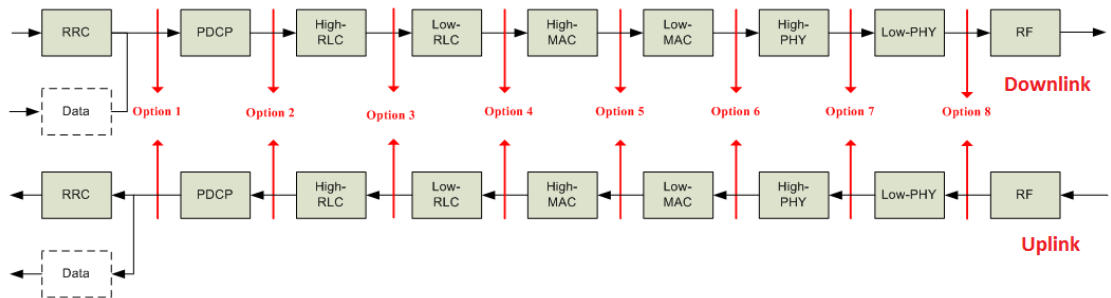 RRC
PDCP
High-
RLC
Low-
RLC
High-
MAC
Low-
MAC
High-
PHY
Low-PHY
RF
Downlink
Data
Option 1
Option 2
Option 3
Option 4
Option 5
Option 6
Option 7
Option 8
RRC
PDCP
High-
RLC
Low-
RLC
High-
MAC
Low-
MAC
High-
PHY
Low-PHY
RF
Uplink
Data